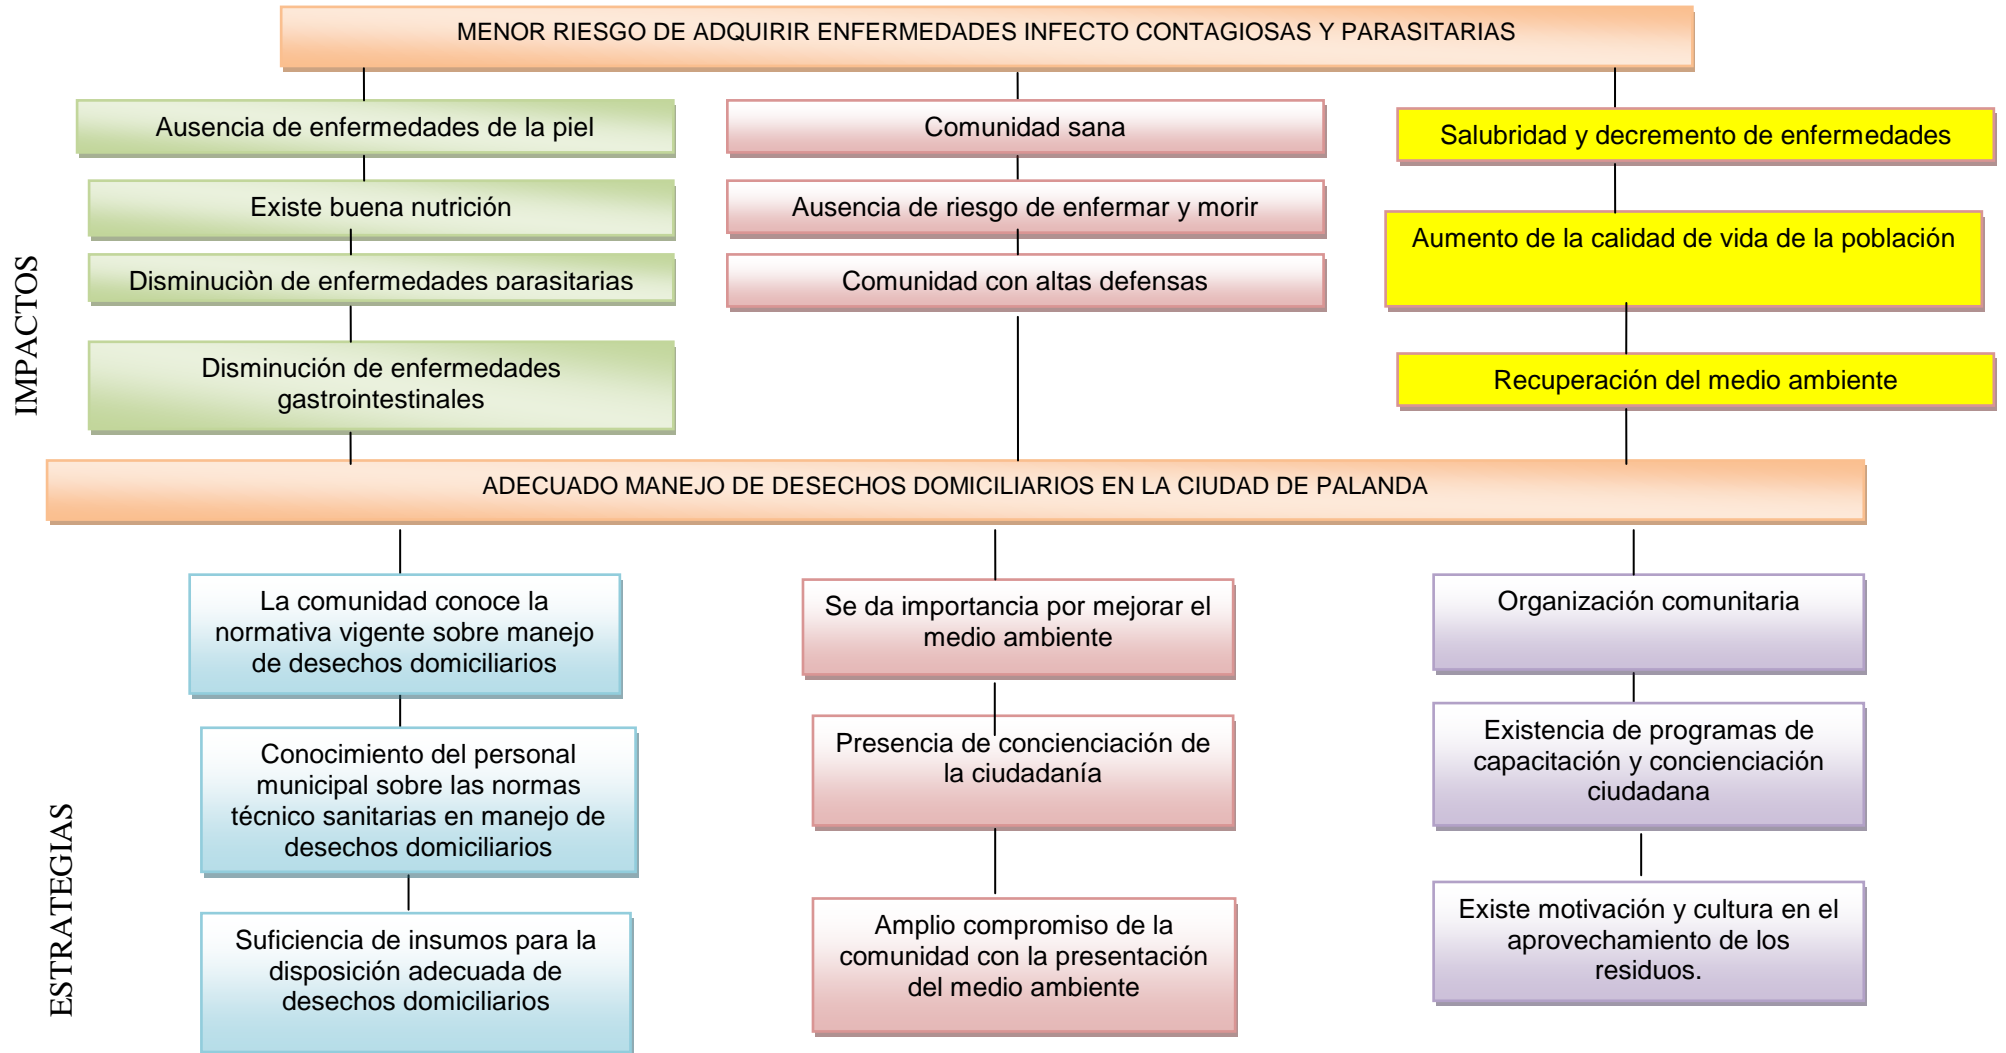 MENOR RIESGO DE ADQUIRIR ENFERMEDADES INFECTO CONTAGIOSAS Y PARASITARIAS
IMPACTOS
Ausencia de enfermedades de la piel
Existe buena nutrición
Disminuciòn de enfermedades parasitarias
Disminución de enfermedades
gastrointestinales
Comunidad sana
Ausencia de riesgo de enfermar y morir
Comunidad con altas defensas
Salubridad y decremento de enfermedades
Aumento de la calidad de vida de la población
Recuperación del medio ambiente
ADECUADO MANEJO DE DESECHOS DOMICILIARIOS EN LA CIUDAD DE PALANDA
ESTRATEGIAS
La comunidad conoce la
normativa vigente sobre manejo
de desechos domiciliarios
Conocimiento del personal
municipal sobre las normas
técnico sanitarias en manejo de
desechos domiciliarios
Suficiencia de insumos para la
disposición adecuada de
desechos domiciliarios
Se da importancia por mejorar el
medio ambiente
Presencia de concienciación de
la ciudadanía
Amplio compromiso de la
comunidad con la presentación
del medio ambiente
Organización comunitaria
Existencia de programas de
capacitación y concienciación
ciudadana
Existe motivación y cultura en el
aprovechamiento de los
residuos.